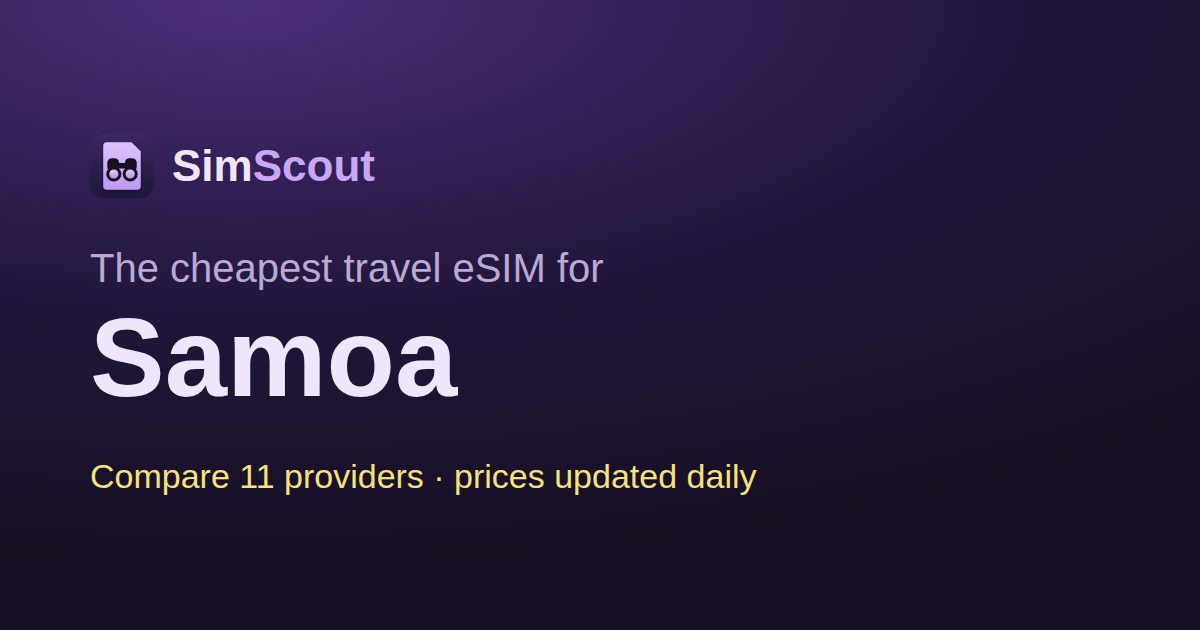 SimScout
The cheapest travel eSIM for
Samoa
Compare 11 providers · prices updated daily